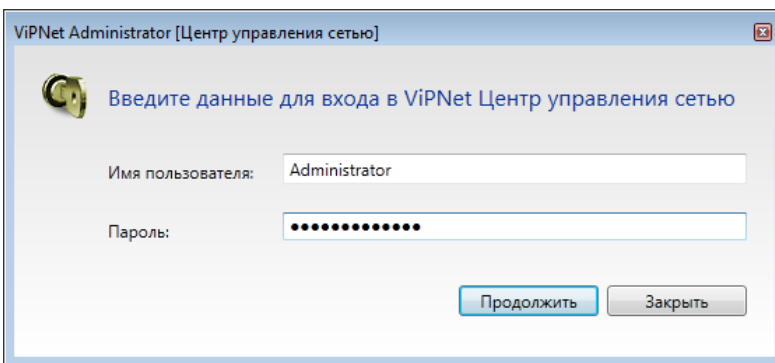 ViPNet Administrator [Центр управления сетью]
Введите данные для входа в ViPNet Центр управления сетью
Имя пользователя: Administrator
Пароль: •••••••••••••
Продолжить Закрыть